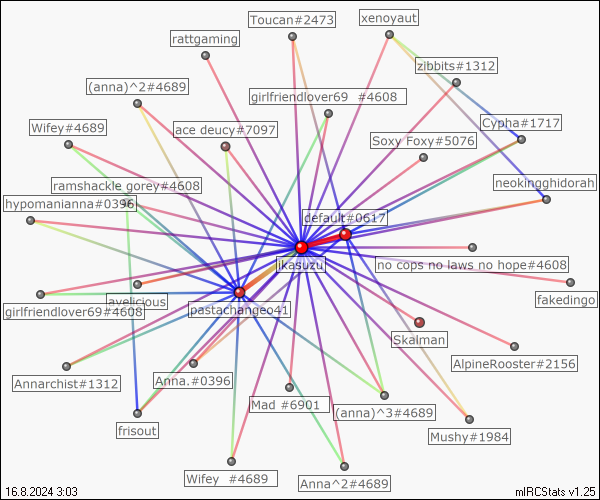 Toucan#2473
xenoyaut
rattgaming
zibbits#1312
(anna)^2#4689
girlfriendlover69 #4608
Wifey#4689
ace deucy#7097
Cypha#1717
Soxy Foxy#5076
ramshackle gorey#4608
neokingghidorah
hypomanianna#0396
default#0617
ikasuzu
no cops no laws no hope#4608
girlfriendlover69#4608
avelicious
pastachangeo41
fakedingo
Skalman
AlpineRooster#2156
Annarchist#1312
Anna.#0396
Mad #6901
(anna)^3#4689
frisout
Mushy#1984
Wifey #4689
Anna^2#4689
16.8.2024 3:03
mIRCStats v1.25